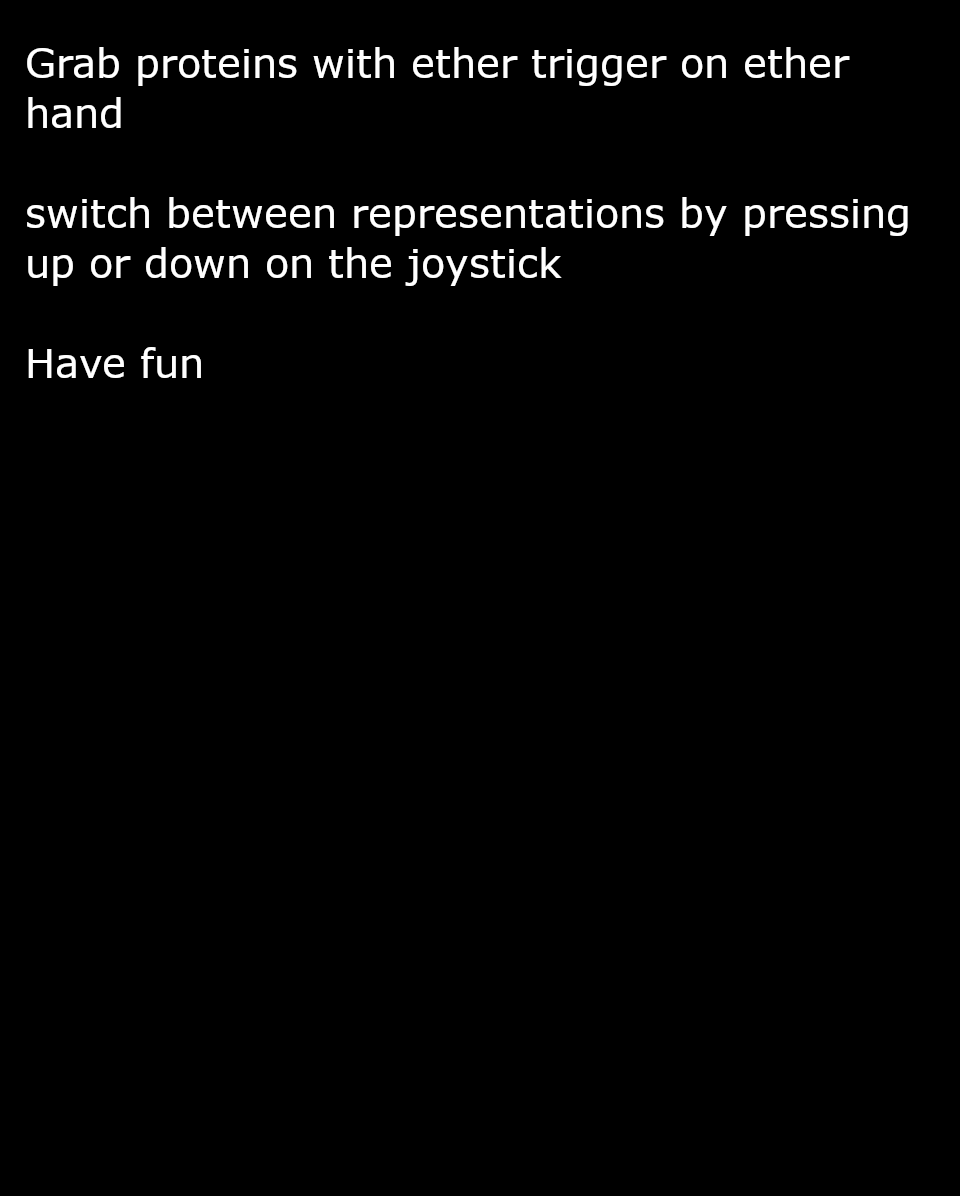 Grab proteins with ether trigger on ether
hand
switch between representations by pressing
up or down on the joystick
Have fun